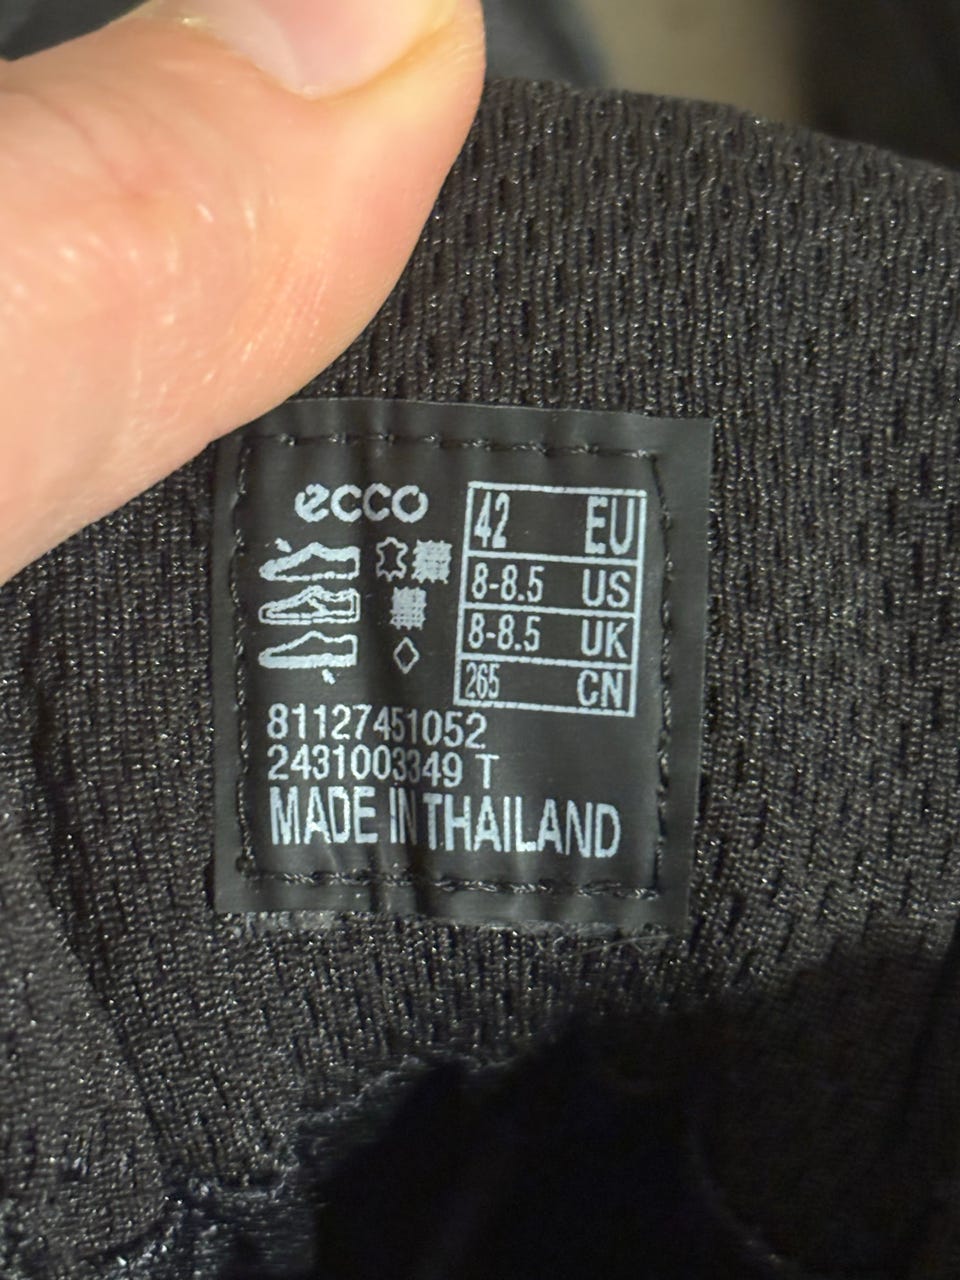 ecco
42 EU
8-8.5 US
8-8.5 UK
265 CN
81127451052
2431003349 T
MADE IN THAILAND